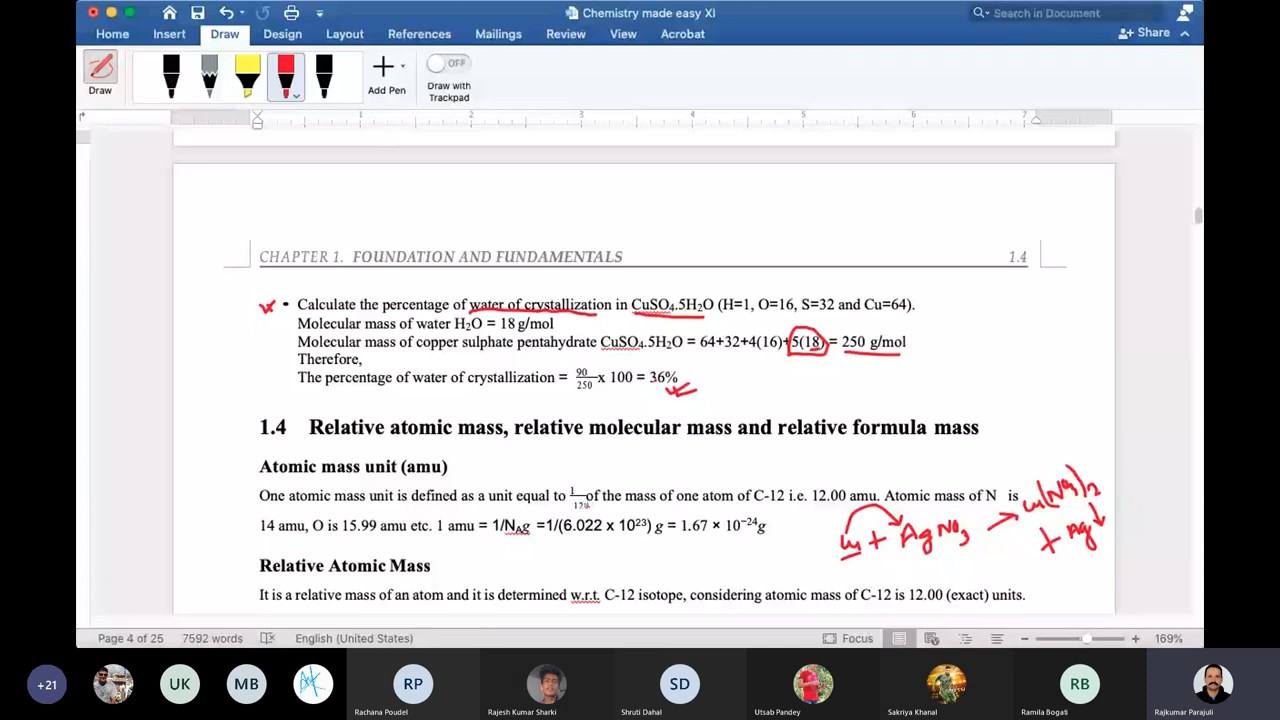 Chemistry made easy XI
Search in Document
Home Insert Draw Design Layout References Mailings Review View Acrobat
Share
Draw
Add Pen
OFF
Draw with
Trackpad
1 2 3 4 5 6 7
CHAPTER 1. FOUNDATION AND FUNDAMENTALS 1.4
• Calculate the percentage of water of crystallization in CuSO₄.5H₂O (H=1, O=16, S=32 and Cu=64).
Molecular mass of water H₂O = 18 g/mol
Molecular mass of copper sulphate pentahydrate CuSO₄.5H₂O = 64+32+4(16)+5(18) = 250 g/mol
Therefore,
The percentage of water of crystallization = 90/250 x 100 = 36%
1.4 Relative atomic mass, relative molecular mass and relative formula mass
Atomic mass unit (amu)
One atomic mass unit is defined as a unit equal to 1/12 of the mass of one atom of C-12 i.e. 12.00 amu. Atomic mass of N is
14 amu, O is 15.99 amu etc. 1 amu = 1/N_Ag =1/(6.022 x 10²³) g = 1.67 × 10⁻²⁴g
Cu + AgNO₃ → Cu(NO₃)₂
+ Ag↓
Relative Atomic Mass
It is a relative mass of an atom and it is determined w.r.t. C-12 isotope, considering atomic mass of C-12 is 12.00 (exact) units.
Page 4 of 25 7592 words English (United States) Focus 169%
+21 UK MB RP SD RB
Rachana Poudel Rajesh Kumar Sharki Shruti Dahal Utsab Pandey Sakriya Khanal Ramila Bogati Rajkumar Parajuli